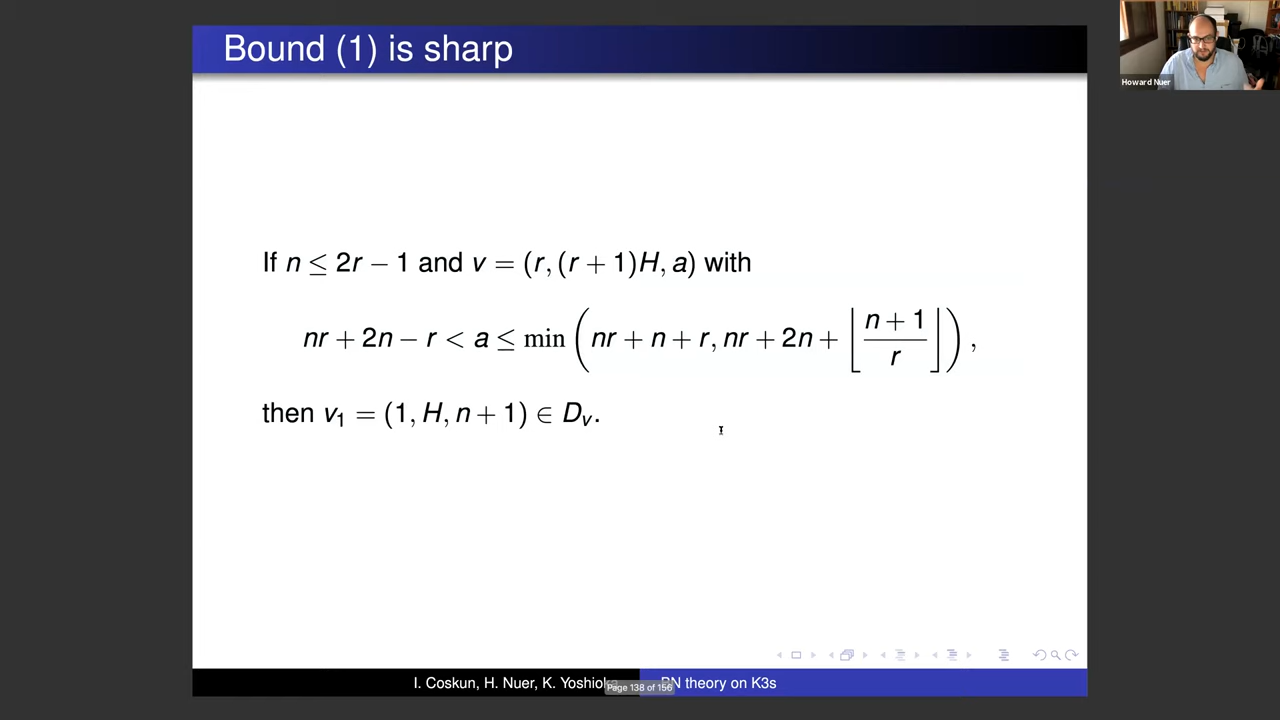 Bound (1) is sharp
Howard Nuer
If n ≤ 2r − 1 and v = (r, (r + 1)H, a) with
nr + 2n − r < a ≤ min ( nr + n + r, nr + 2n + ⌊ (n + 1) / r ⌋ ),
then v₁ = (1, H, n + 1) ∈ Dᵥ.
I. Coskun, H. Nuer, K. Yoshioka
Page 138 of 156
BN theory on K3s